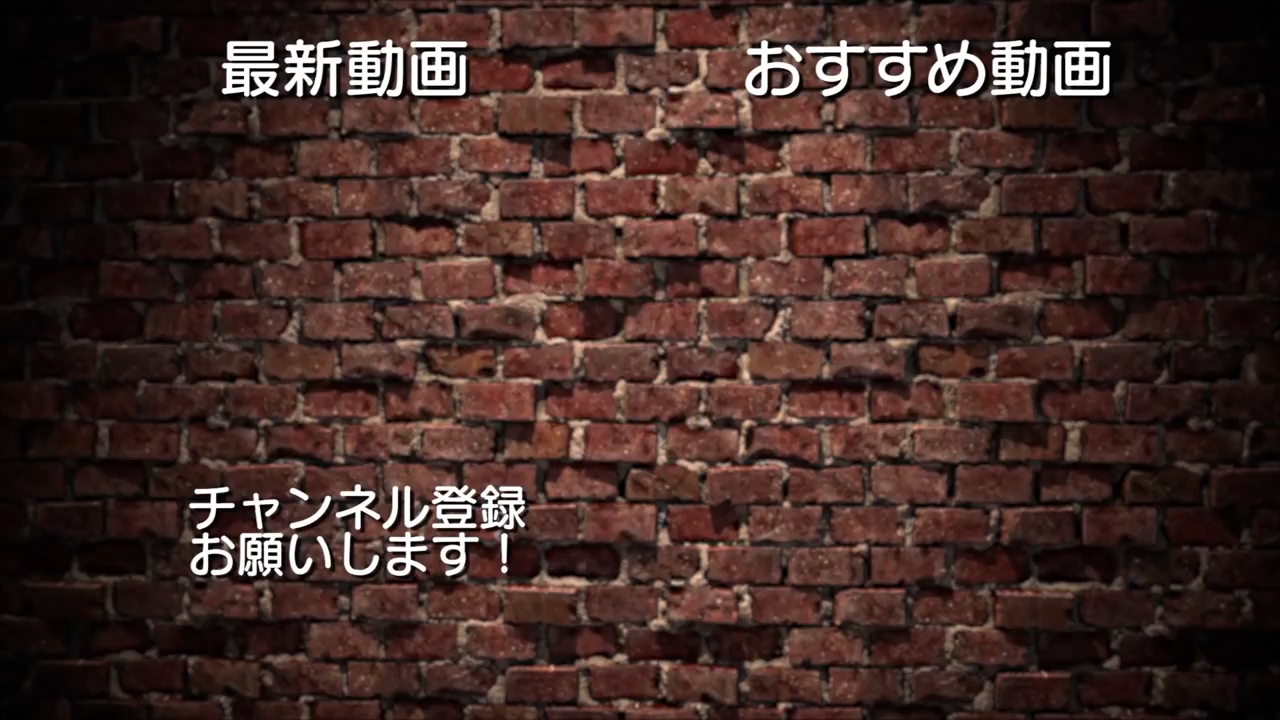 最新動画
おすすめ動画
チャンネル登録
お願いします！